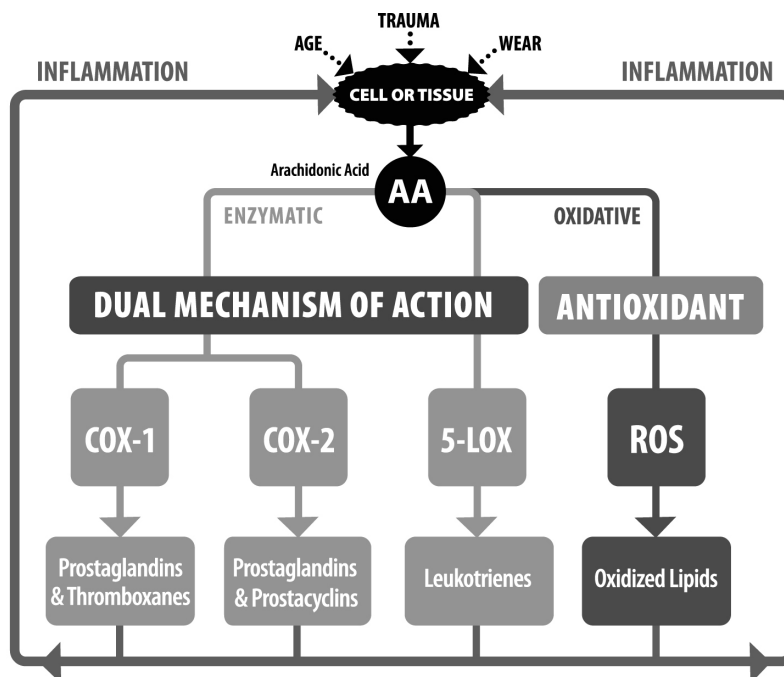 TRAUMA
AGE
WEAR
INFLAMMATION
INFLAMMATION
CELL OR TISSUE
Arachidonic Acid
AA
ENZYMATIC
OXIDATIVE
DUAL MECHANISM OF ACTION
ANTIOXIDANT
COX-1
COX-2
5-LOX
ROS
Prostaglandins
& Thromboxanes
Prostaglandins
& Prostacyclins
Leukotrienes
Oxidized Lipids